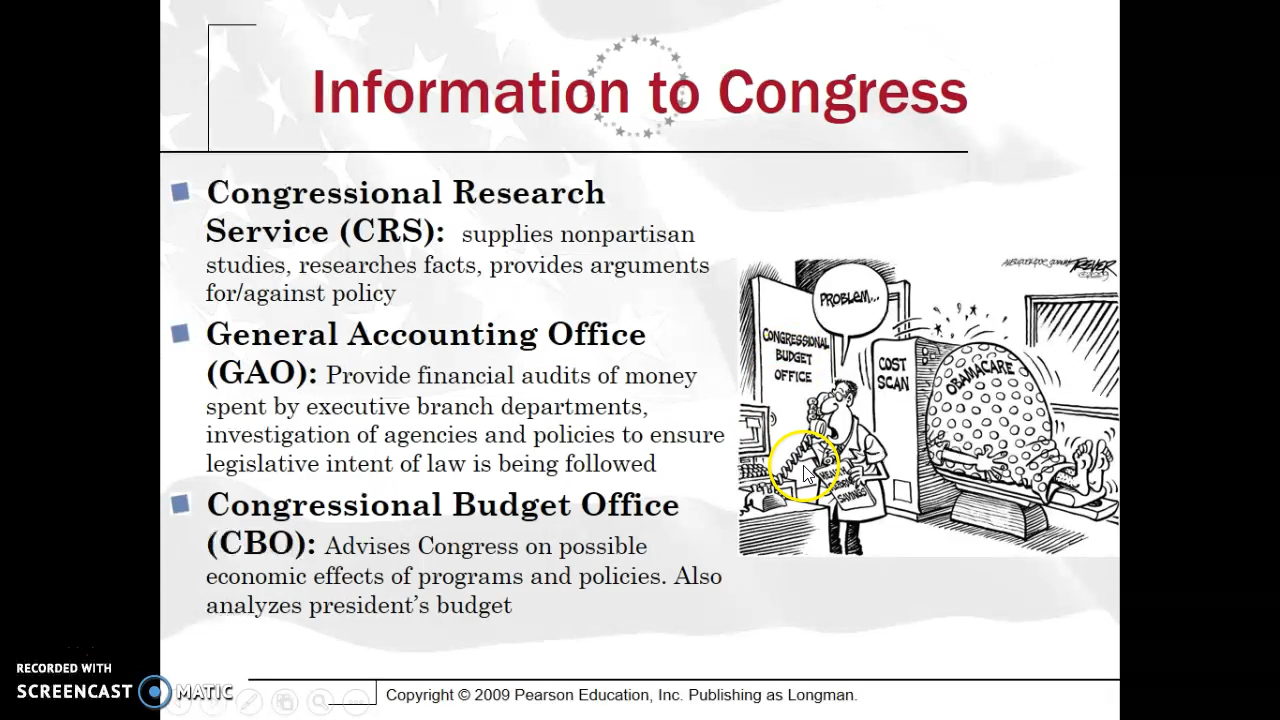 Information to Congress
Congressional Research
Service (CRS): supplies nonpartisan
studies, researches facts, provides arguments
for/against policy
General Accounting Office
(GAO): Provide financial audits of money
spent by executive branch departments,
investigation of agencies and policies to ensure
legislative intent of law is being followed
Congressional Budget Office
(CBO): Advises Congress on possible
economic effects of programs and policies. Also
analyzes president's budget
TREVER
PROBLEM...
CONGRESSIONAL
BUDGET
OFFICE
COST
SCAN
OBAMACARE
HEALTH
SAVINGS
RECORDED WITH
SCREENCAST MATIC
Copyright © 2009 Pearson Education, Inc. Publishing as Longman.